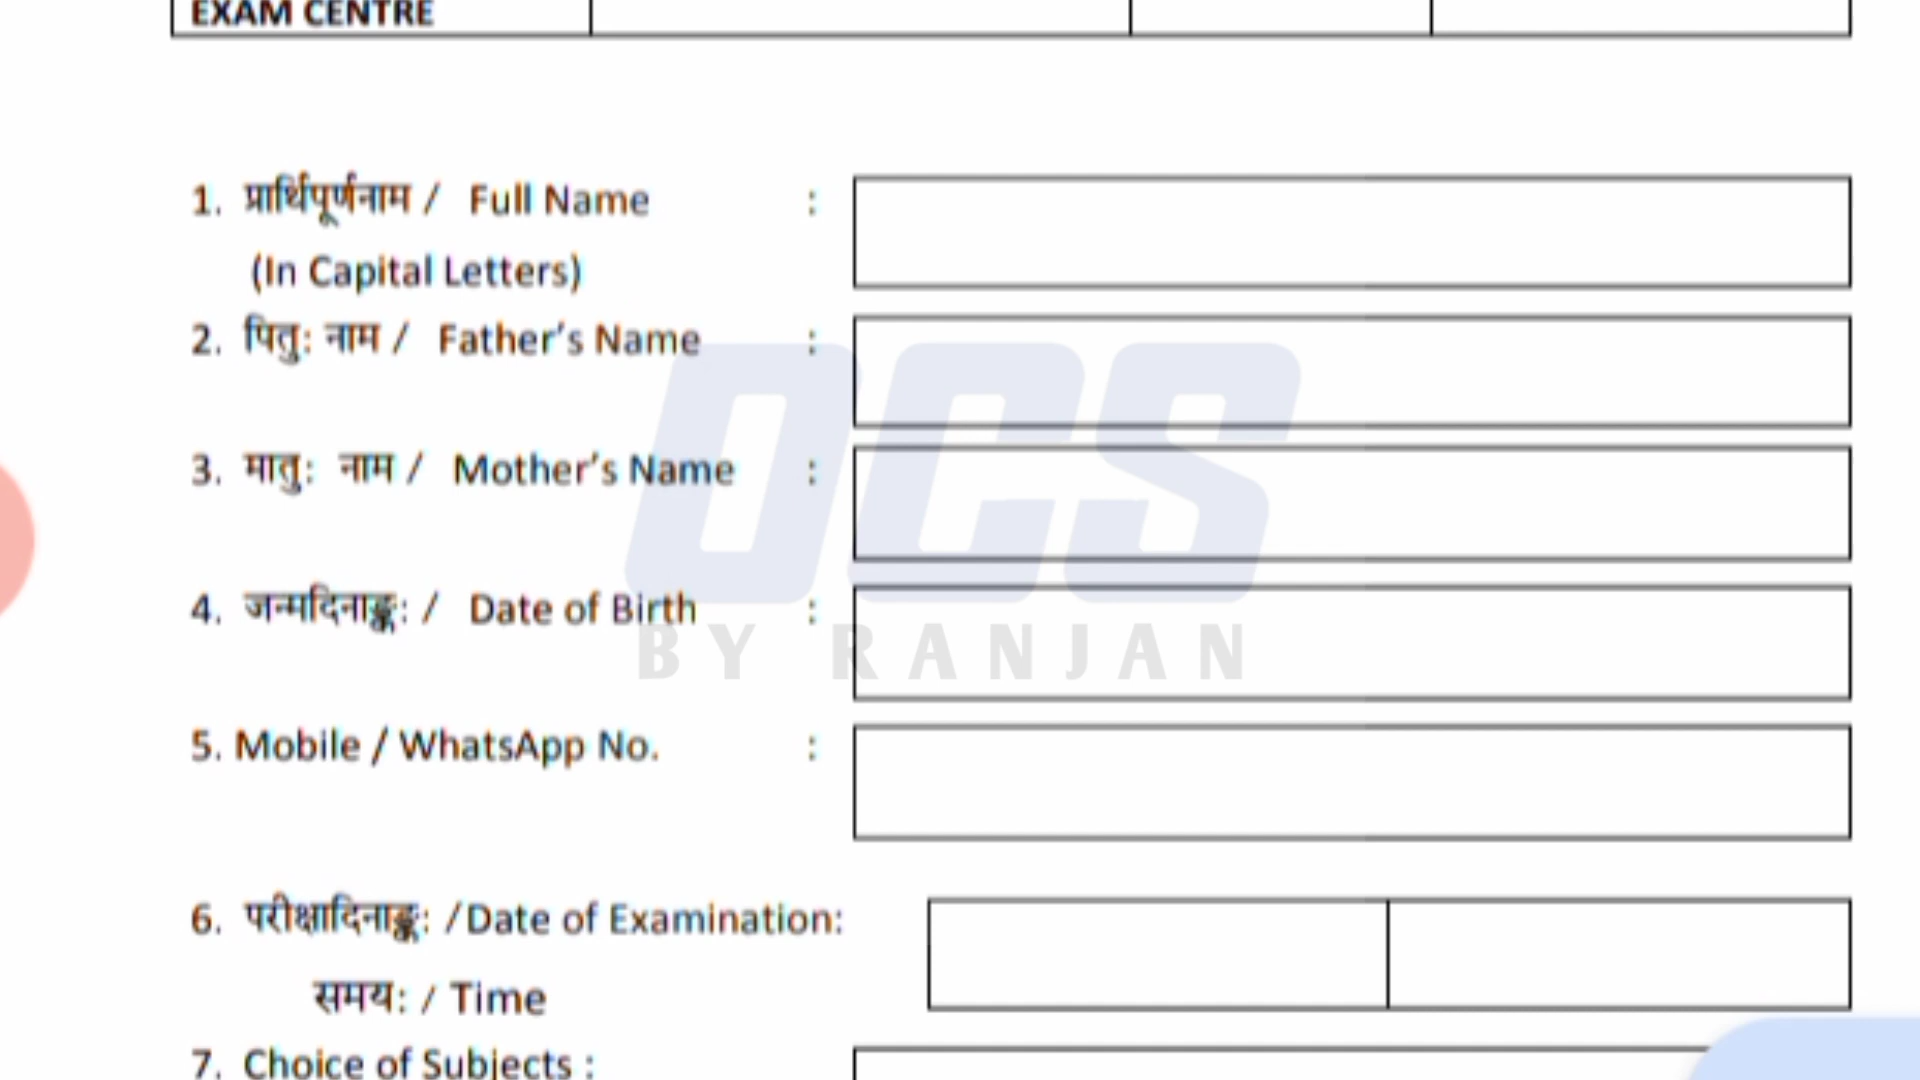 EXAM CENTRE
1. प्रार्थिपूर्णनाम / Full Name :
(In Capital Letters)
2. पितु: नाम / Father's Name :
3. मातु: नाम / Mother's Name :
OCS
4. जन्मदिनाङ्क: / Date of Birth :
BY RANJAN
5. Mobile / WhatsApp No. :
6. परीक्षादिनाङ्क: /Date of Examination:
समय: / Time
7. Choice of Subjects :